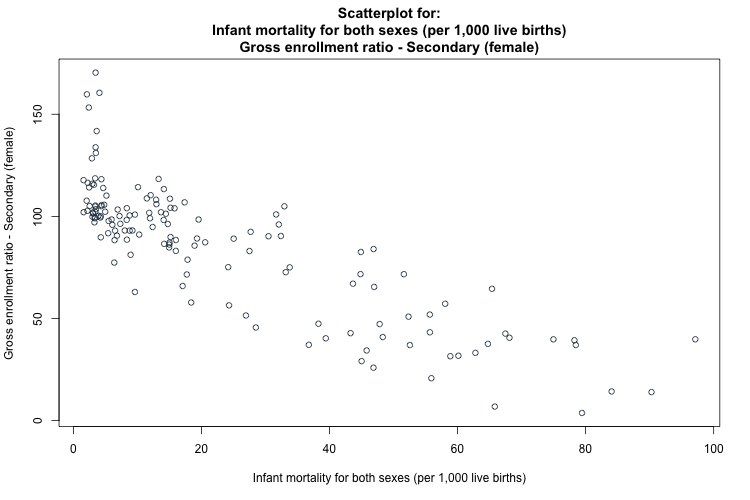 Scatterplot for:
Infant mortality for both sexes (per 1,000 live births)
Gross enrollment ratio - Secondary (female)
Gross enrollment ratio - Secondary (female)
150
100
50
0
0 20 40 60 80 100
Infant mortality for both sexes (per 1,000 live births)